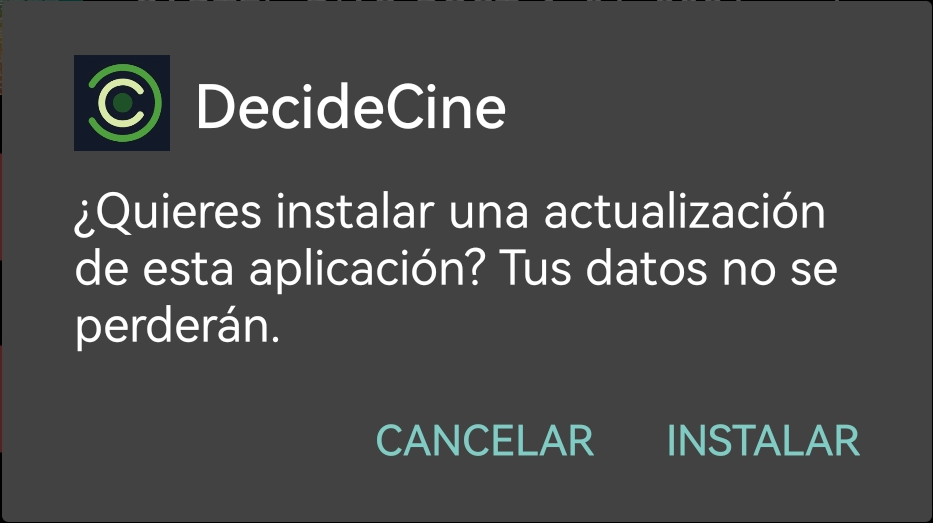 DecideCine
¿Quieres instalar una actualización
de esta aplicación? Tus datos no se
perderán.
CANCELAR INSTALAR